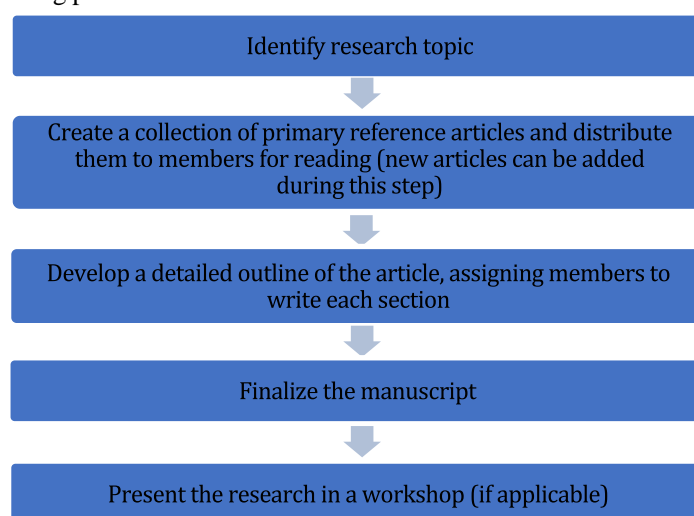 Identify research topic
Create a collection of primary reference articles and distribute
them to members for reading (new articles can be added
during this step)
Develop a detailed outline of the article, assigning members to
write each section
Finalize the manuscript
Present the research in a workshop (if applicable)